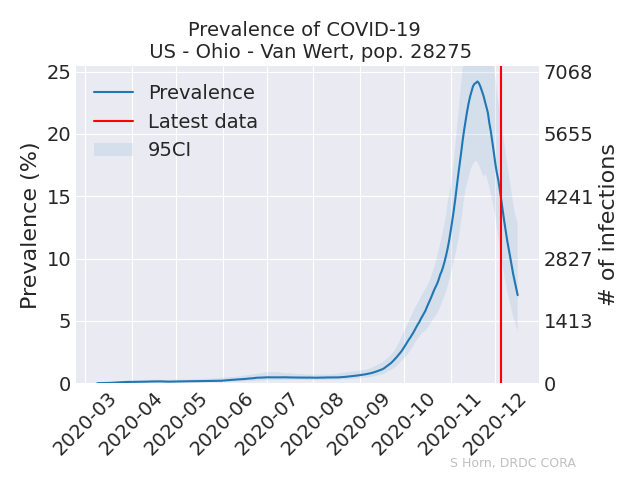 Prevalence of COVID-19
US - Ohio - Van Wert, pop. 28275
Prevalence
Latest data
95CI
Prevalence (%)
25
20
15
10
5
0
7068
5655
4241
2827
1413
0
# of infections
2020-03
2020-04
2020-05
2020-06
2020-07
2020-08
2020-09
2020-10
2020-11
2020-12
S Horn, DRDC CORA